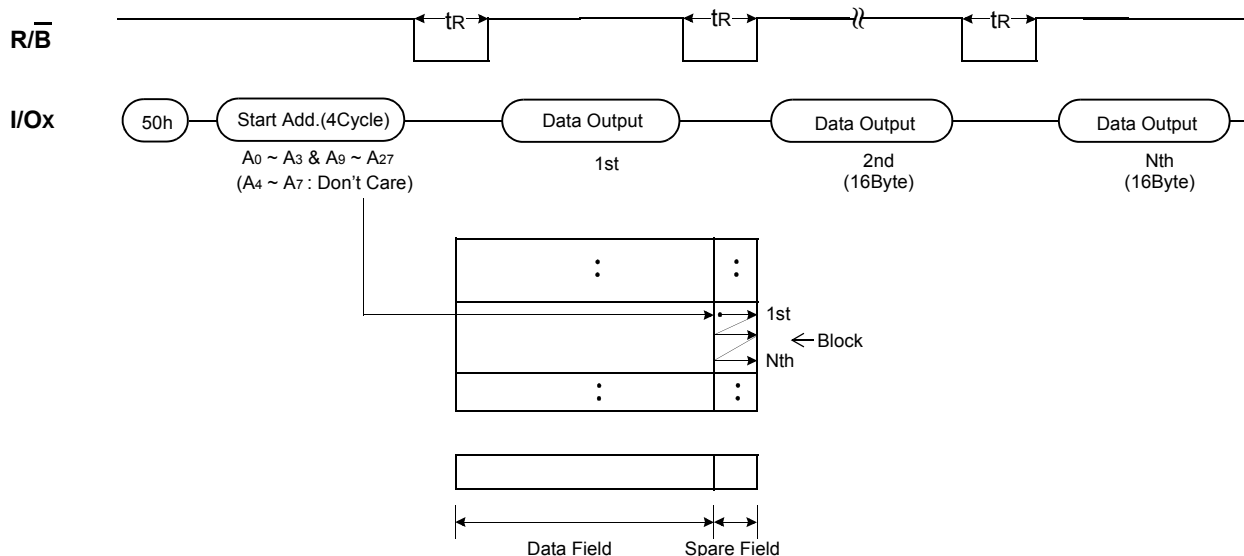 R/B̅
tR
tR
tR
I/Ox
50h
Start Add.(4Cycle)
Data Output
Data Output
Data Output
A0 ~ A3 & A9 ~ A27
(A4 ~ A7 : Don't Care)
1st
2nd
(16Byte)
Nth
(16Byte)
1st
Block
Nth
Data Field
Spare Field